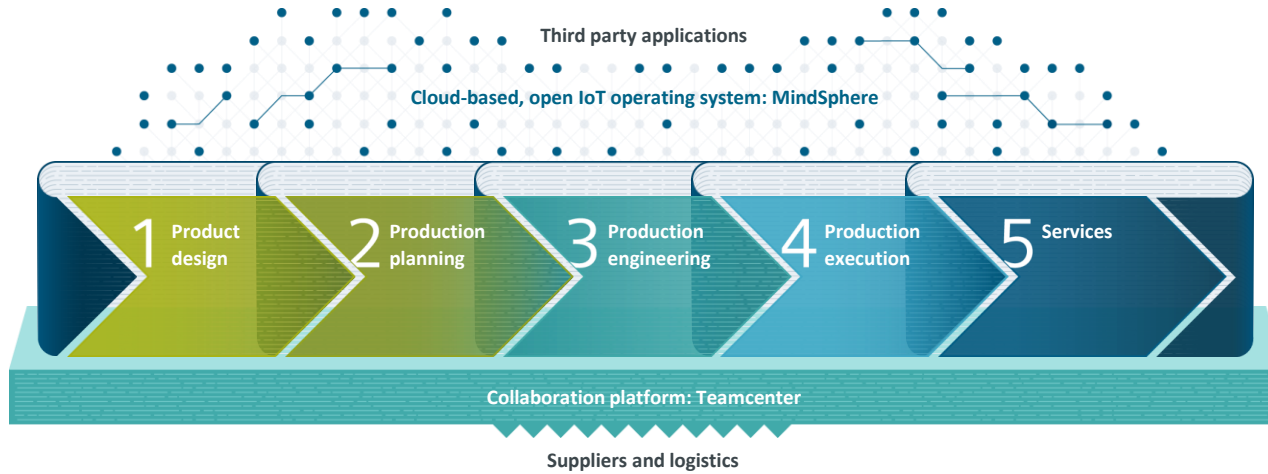 Third party applications
Cloud-based, open IoT operating system: MindSphere
1 Product
design
2 Production
planning
3 Production
engineering
4 Production
execution
5 Services
Collaboration platform: Teamcenter
Suppliers and logistics